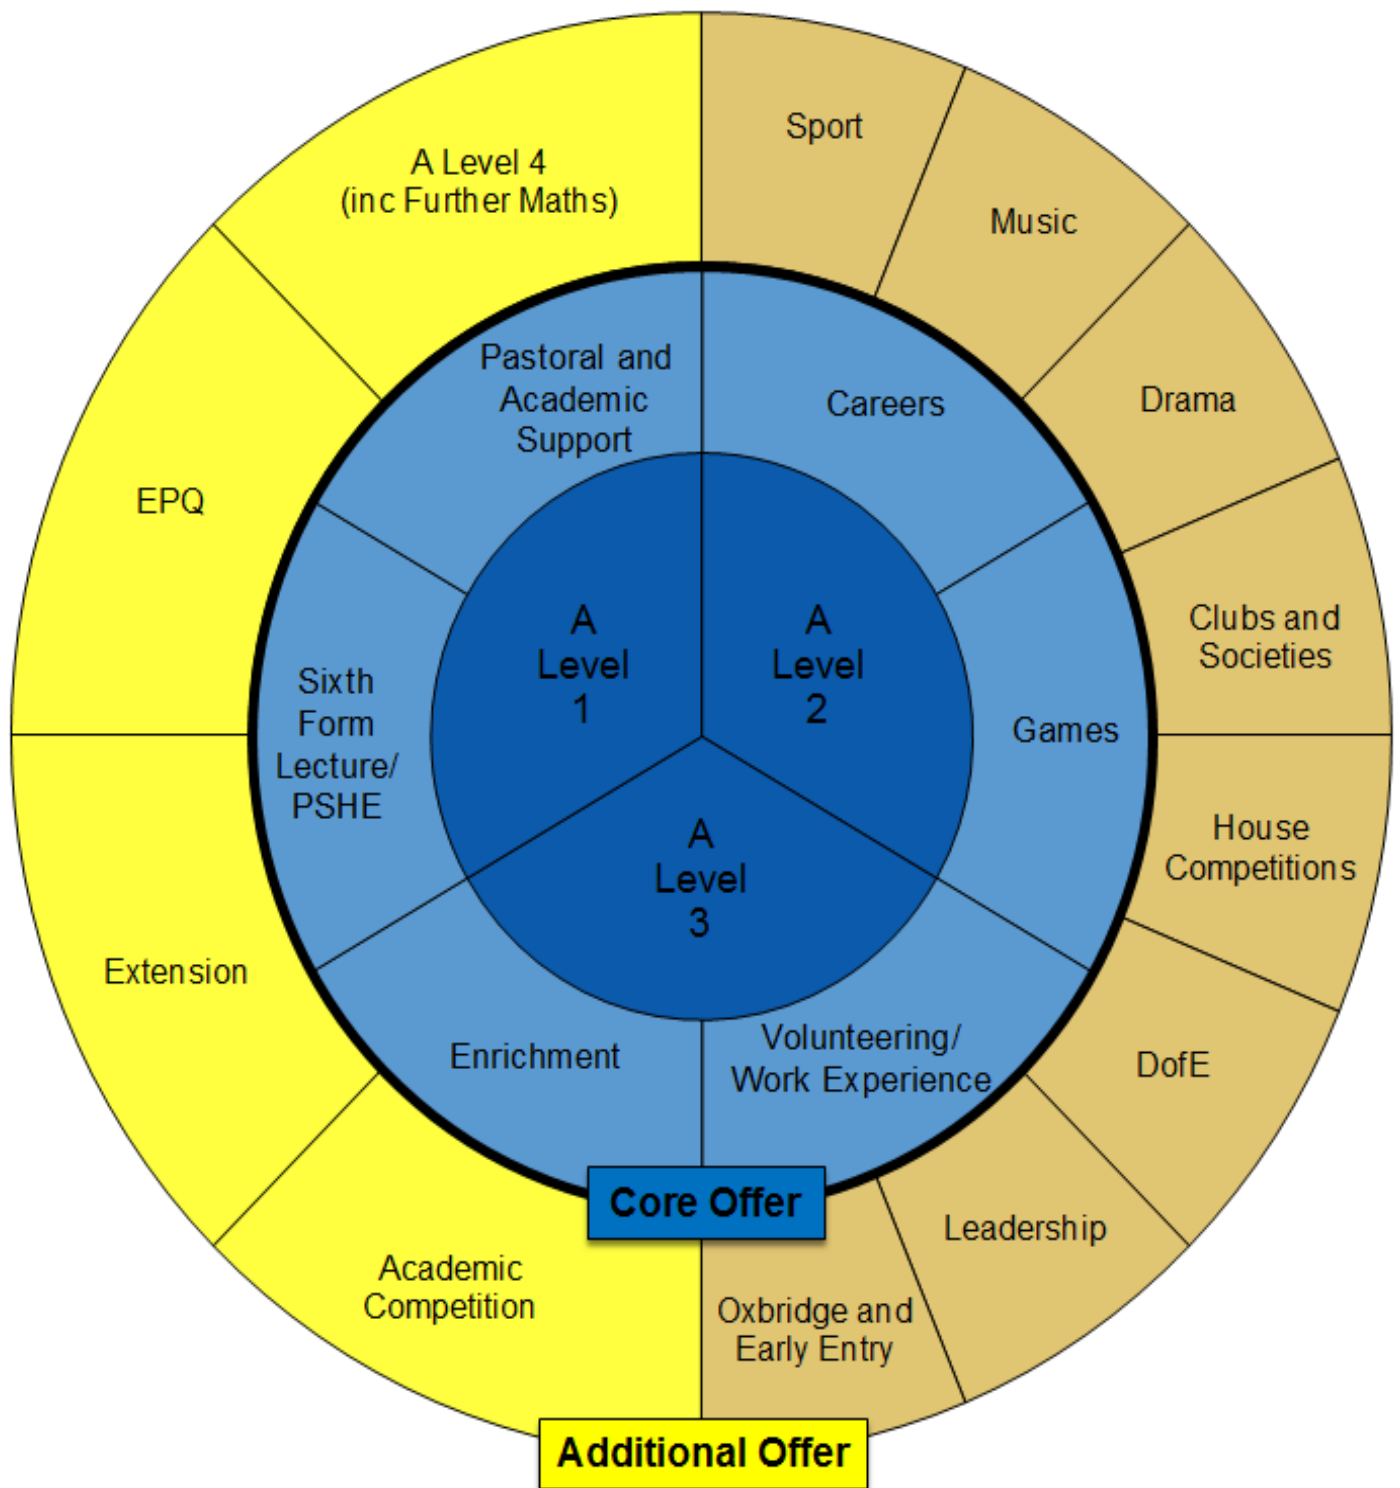 Sport
Music
Drama
Clubs and
Societies
House
Competitions
DofE
Leadership
Oxbridge and
Early Entry
Academic
Competition
Extension
EPQ
A Level 4
(inc Further Maths)
Pastoral and
Academic
Support
Careers
Games
Volunteering/
Work Experience
Enrichment
Sixth
Form
Lecture/
PSHE
A
Level
1
A
Level
2
A
Level
3
Core Offer
Additional Offer